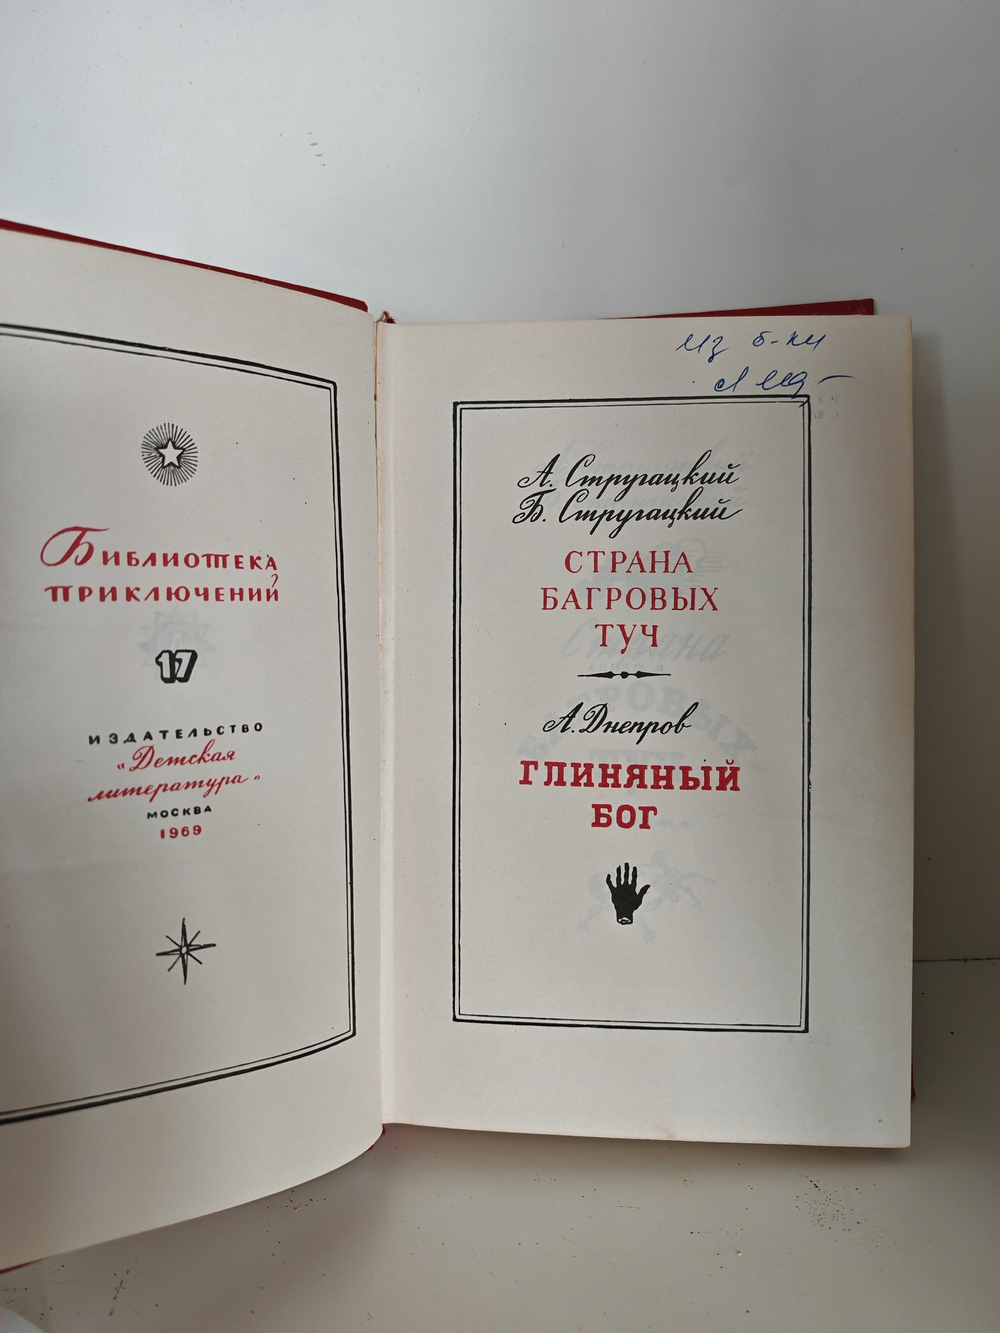 Библиотека
приключений
17
ИЗДАТЕЛЬСТВО
„Детская
литература"
МОСКВА
1969
из б-ки
А. Стругацкий
Б. Стругацкий
СТРАНА
БАГРОВЫХ
ТУЧ
А. Днепров
ГЛИНЯНЫЙ
БОГ